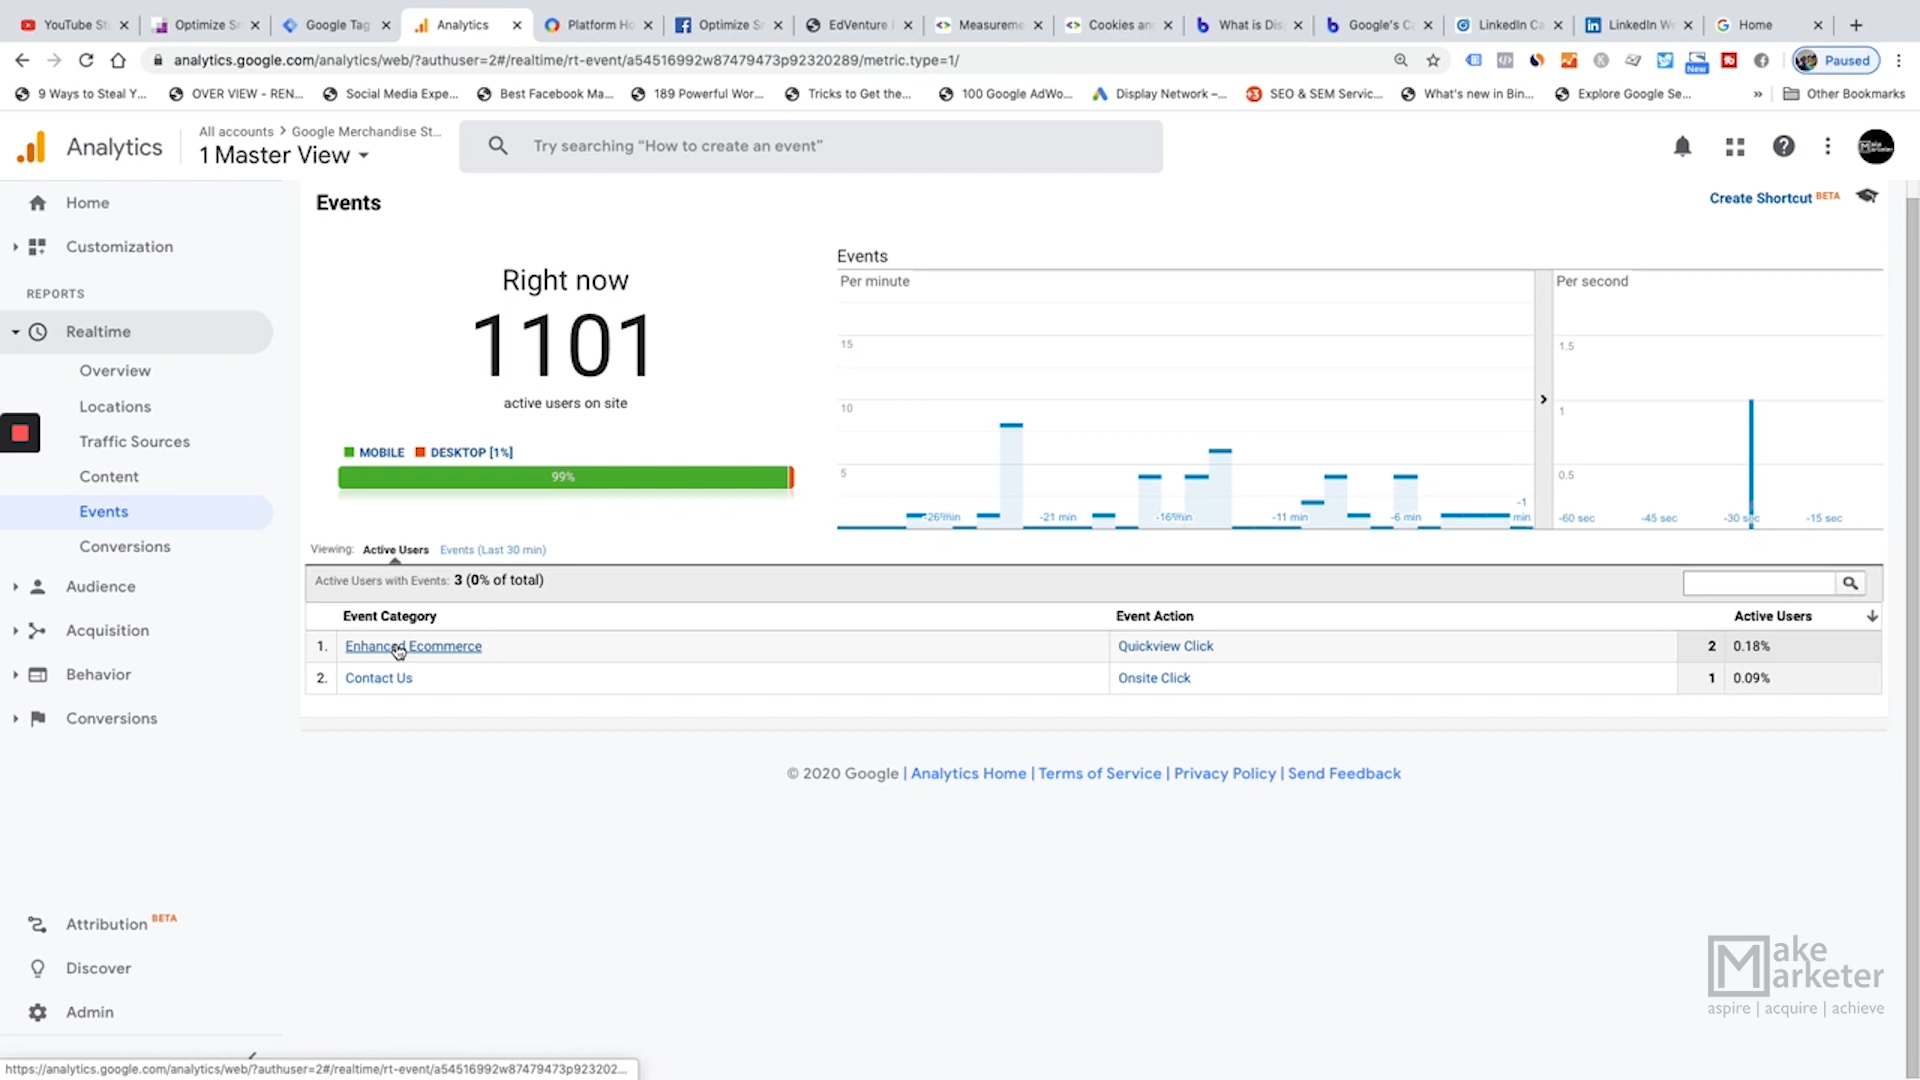 YouTube St
Optimize Sn
Google Tag
Analytics
Platform Ho
Optimize Sn
EdVenture
Measureme
Cookies an
What is Dis
Google's C
LinkedIn Ca
LinkedIn We
Home
analytics.google.com/analytics/web/?authuser=2#/realtime/rt-event/a54516992w87479473p92320289/metric.type=1/
New
Paused
9 Ways to Steal Y...
OVER VIEW - REN...
Social Media Expe...
Best Facebook Ma...
189 Powerful Wor...
Tricks to Get the...
100 Google AdWo...
Display Network –...
SEO & SEM Servic...
What's new in Bin...
Explore Google Se...
»
Other Bookmarks
Analytics
All accounts > Google Merchandise St...
1 Master View
Try searching "How to create an event"
Home
Customization
REPORTS
Realtime
Overview
Locations
Traffic Sources
Content
Events
Conversions
Audience
Acquisition
Behavior
Conversions
Attribution BETA
Discover
Admin
Events
Create Shortcut BETA
Right now
1101
active users on site
MOBILE DESKTOP [1%]
99%
Events
Per minute
15
10
5
-26 min
-21 min
-16 min
-11 min
-6 min
-1 min
Per second
1.5
1
0.5
-60 sec
-45 sec
-30 sec
-15 sec
Viewing: Active Users Events (Last 30 min)
Active Users with Events: 3 (0% of total)
Event Category Event Action Active Users
1. Enhanced Ecommerce Quickview Click 2 0.18%
2. Contact Us Onsite Click 1 0.09%
© 2020 Google | Analytics Home | Terms of Service | Privacy Policy | Send Feedback
Make
Marketer
aspire | acquire | achieve
https://analytics.google.com/analytics/web/?authuser=2#/realtime/rt-event/a54516992w87479473p923202...